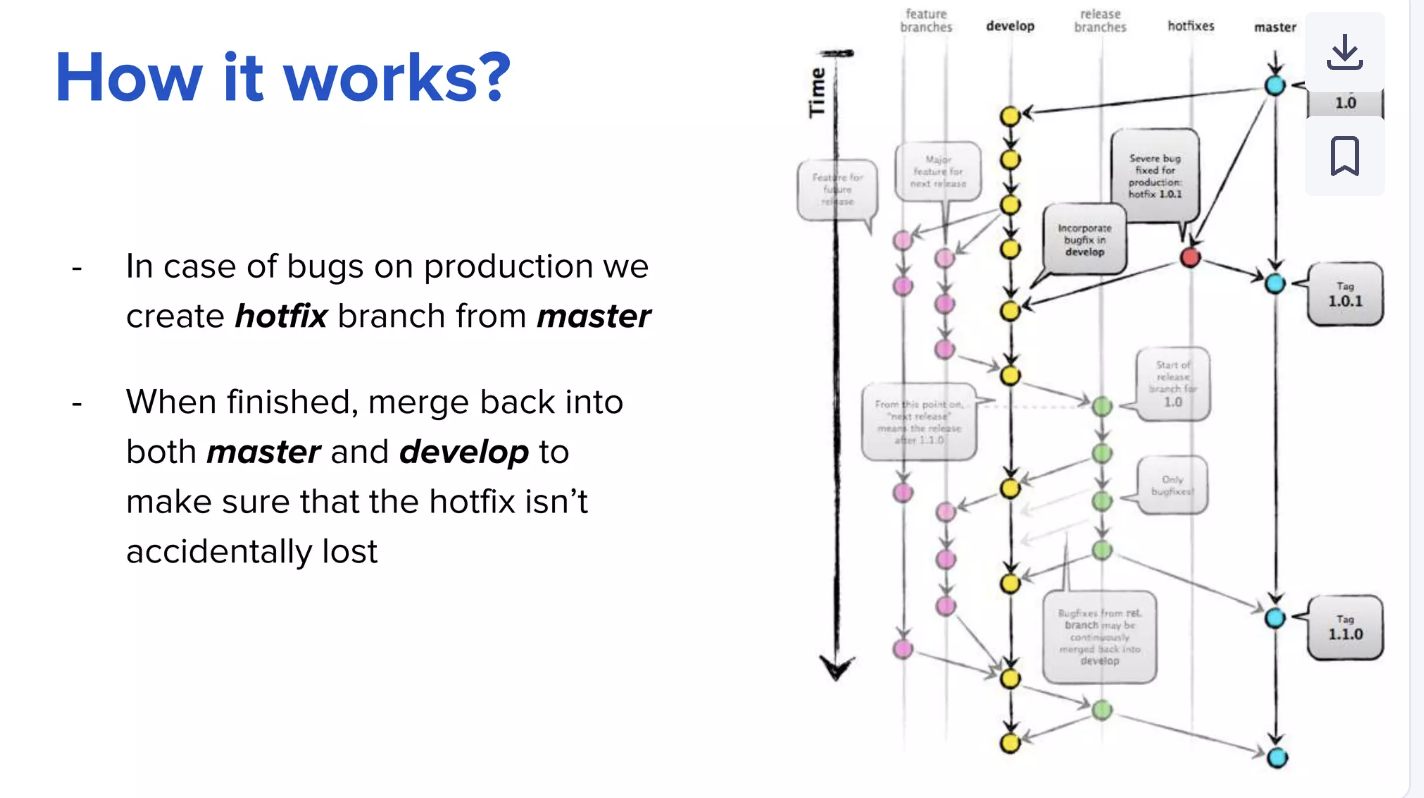 How it works?
- In case of bugs on production we
create hotfix branch from master
- When finished, merge back into
both master and develop to
make sure that the hotfix isn’t
accidentally lost
feature
branches
develop
release
branches
hotfixes
master
Time
1.0
Feature for
future
release
Major
feature for
next release
Severe bug
fixed for
production:
hotfix 1.0.1
Incorporate
bugfix in
develop
Tag
1.0.1
Start of
release
branch for
1.0
From this point on,
"next release"
means the release
after 1.1.0
Only
bugfixes!
Bugfixes from rel.
branch may be
continuously
merged back into
develop
Tag
1.1.0